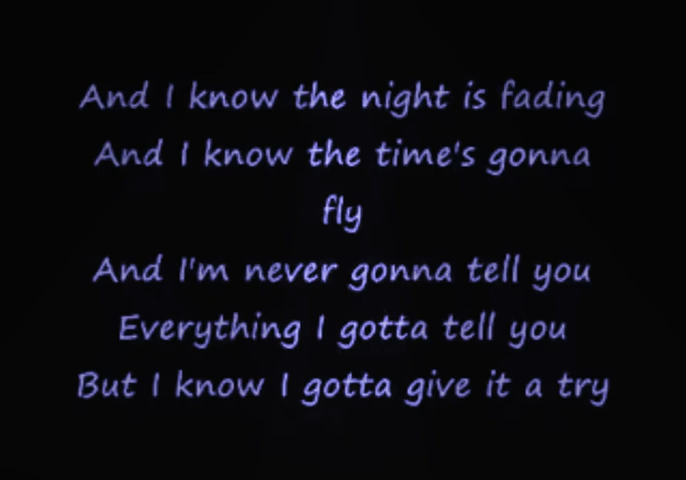 And I know the night is fading
And I know the time's gonna
fly
And I'm never gonna tell you
Everything I gotta tell you
But I know I gotta give it a try